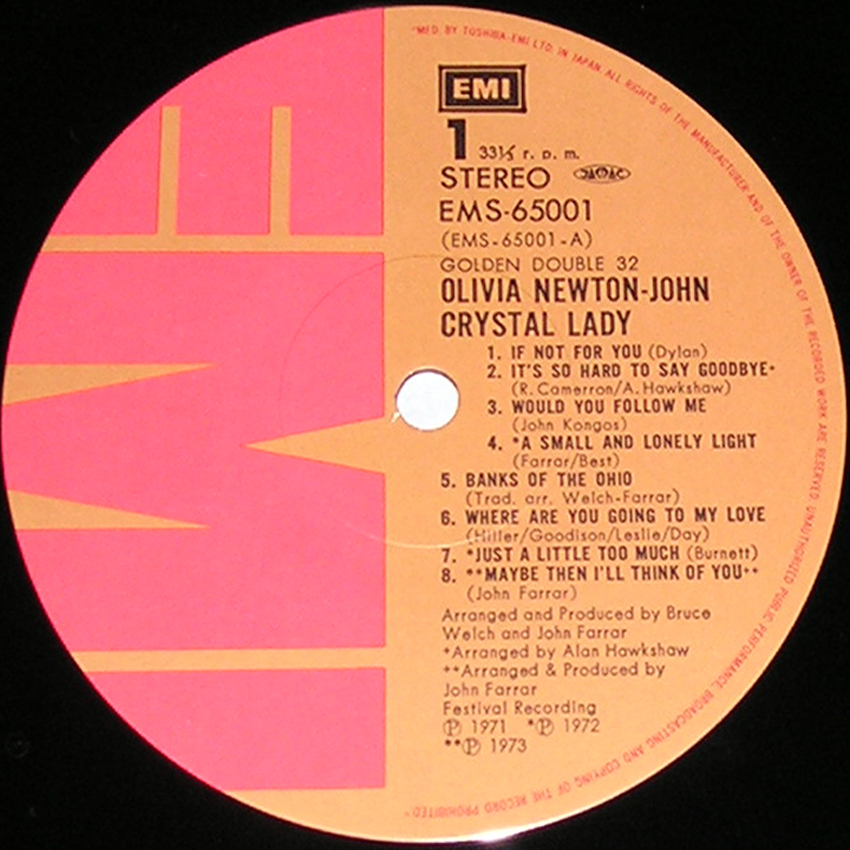 "MFD. BY TOSHIBA-EMI LTD. IN JAPAN. ALL RIGHTS OF THE MANUFACTURER AND OF THE OWNER OF THE RECORDED WORK ARE RESERVED. UNAUTHORIZED PUBLIC PERFORMANCE, BROADCASTING AND COPYING OF THE RECORD PROHIBITED."
EMI
EMI
1 33⅓ r. p. m.
STEREO
EMS-65001
(EMS-65001-A)
GOLDEN DOUBLE 32
OLIVIA NEWTON-JOHN
CRYSTAL LADY
1. IF NOT FOR YOU (Dylan)
2. IT'S SO HARD TO SAY GOODBYE+
(R. Camerron/A. Hawkshaw)
3. WOULD YOU FOLLOW ME
(John Kongos)
4. *A SMALL AND LONELY LIGHT
(Farrar/Best)
5. BANKS OF THE OHIO
(Trad. arr. Welch-Farrar)
6. WHERE ARE YOU GOING TO MY LOVE
(Hiller/Goodison/Leslie/Day)
7. *JUST A LITTLE TOO MUCH (Burnett)
8. **MAYBE THEN I'LL THINK OF YOU++
(John Farrar)
Arranged and Produced by Bruce
Welch and John Farrar
+Arranged by Alan Hawkshaw
++Arranged & Produced by
John Farrar
Festival Recording
Ⓟ 1971 *Ⓟ 1972
**Ⓟ 1973